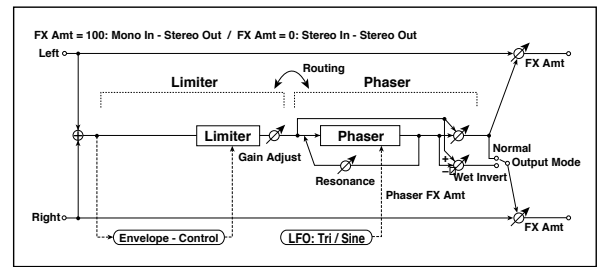 FX Amt = 100: Mono In - Stereo Out / FX Amt = 0: Stereo In - Stereo Out
Left
FX Amt
Routing
Limiter
Phaser
Limiter
Phaser
Gain Adjust
Normal
Output Mode
+
−
Wet Invert
Resonance
Phaser FX Amt
Right
FX Amt
Envelope - Control
LFO: Tri / Sine